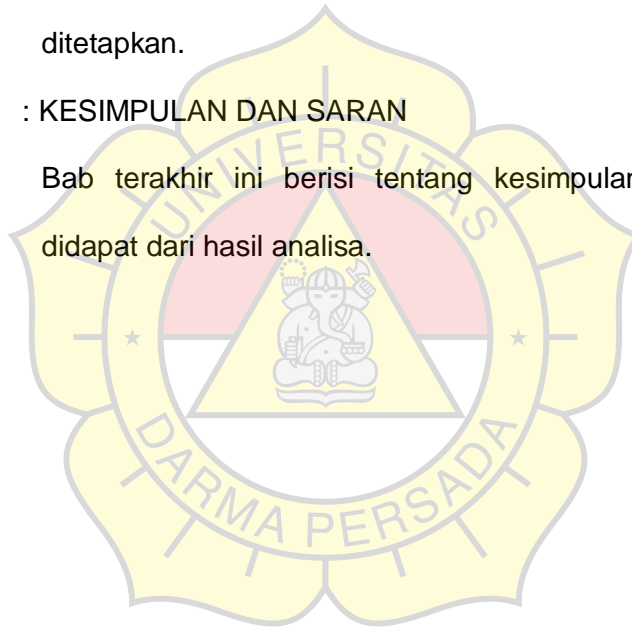 ditetapkan.
: KESIMPULAN DAN SARAN
Bab terakhir ini berisi tentang kesimpulan
didapat dari hasil analisa.
UNIVERSITAS
DARMA PERSADA